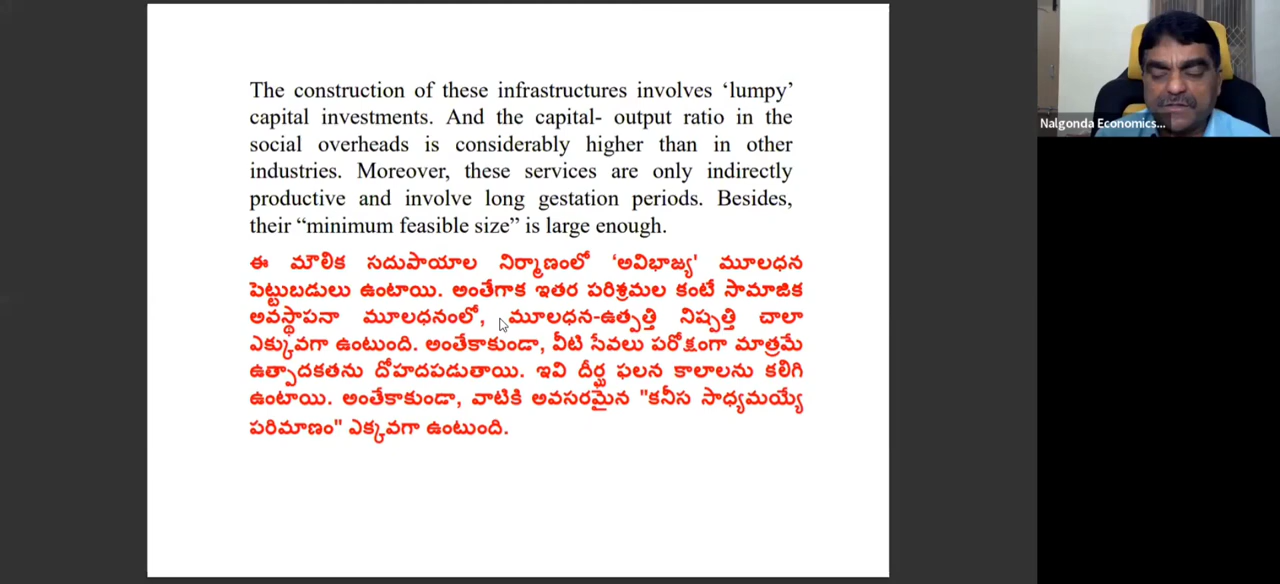 The construction of these infrastructures involves ‘lumpy’
capital investments. And the capital- output ratio in the
social overheads is considerably higher than in other
industries. Moreover, these services are only indirectly
productive and involve long gestation periods. Besides,
their “minimum feasible size” is large enough.
ఈ మౌలిక సదుపాయాల నిర్మాణంలో ‘అవిభాజ్య' మూలధన
పెట్టుబడులు ఉంటాయి. అంతేగాక ఇతర పరిశ్రమల కంటే సామాజిక
అవస్థాపనా మూలధనంలో, మూలధన-ఉత్పత్తి నిష్పత్తి చాలా
ఎక్కువగా ఉంటుంది. అంతేకాకుండా, వీటి సేవలు పరోక్షంగా మాత్రమే
ఉత్పాదకతను దోహదపడుతాయి. ఇవి దీర్ఘ ఫలన కాలాలను కలిగి
ఉంటాయి. అంతేకాకుండా, వాటికి అవసరమైన "కనీస సాధ్యమయ్యే
పరిమాణం" ఎక్కవగా ఉంటుంది.
Nalgonda Economics...